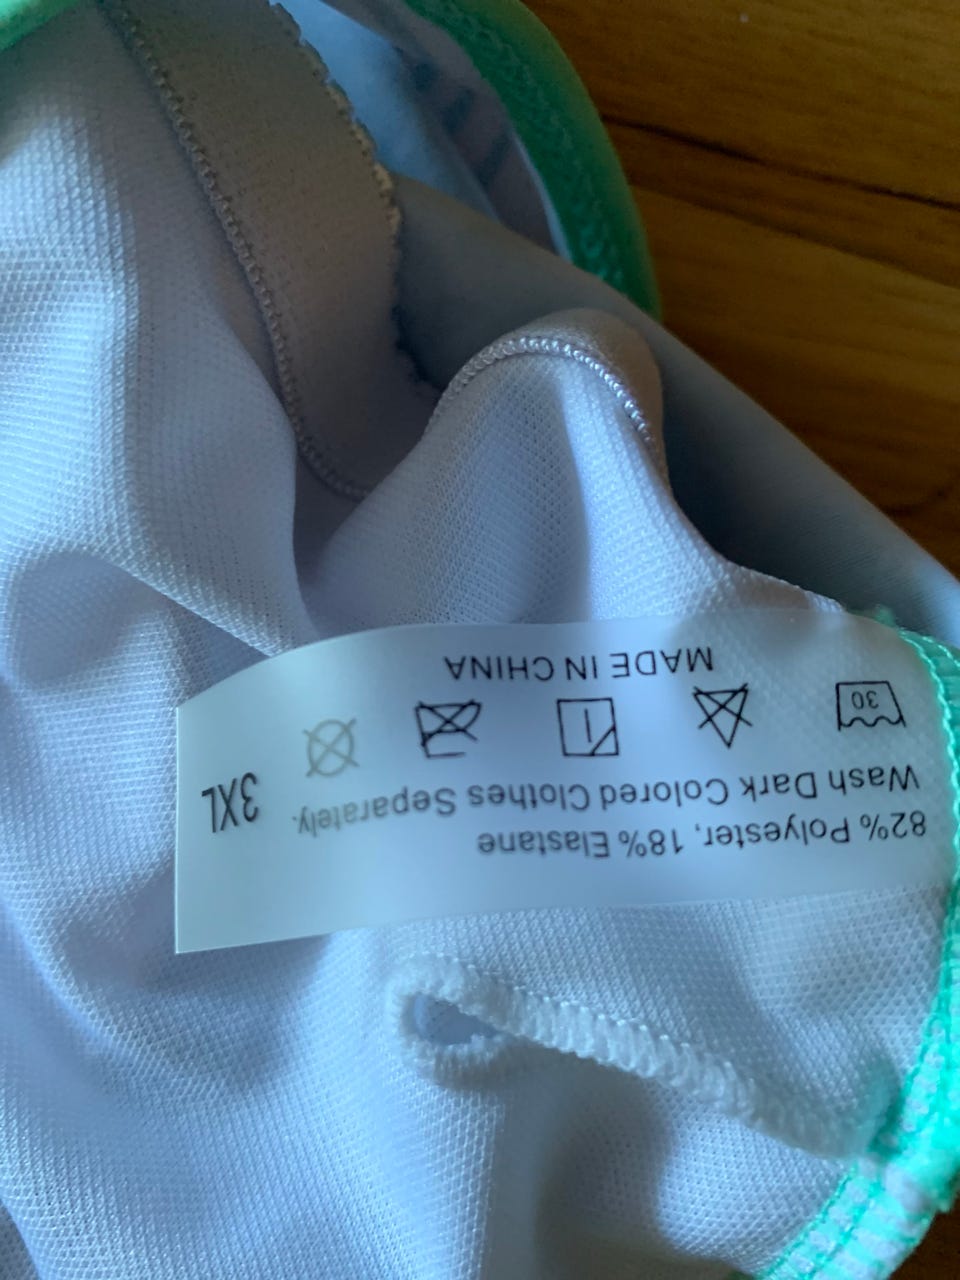 82% Polyester, 18% Elastane
Wash Dark Colored Clothes Separately.
30
MADE IN CHINA
3XL